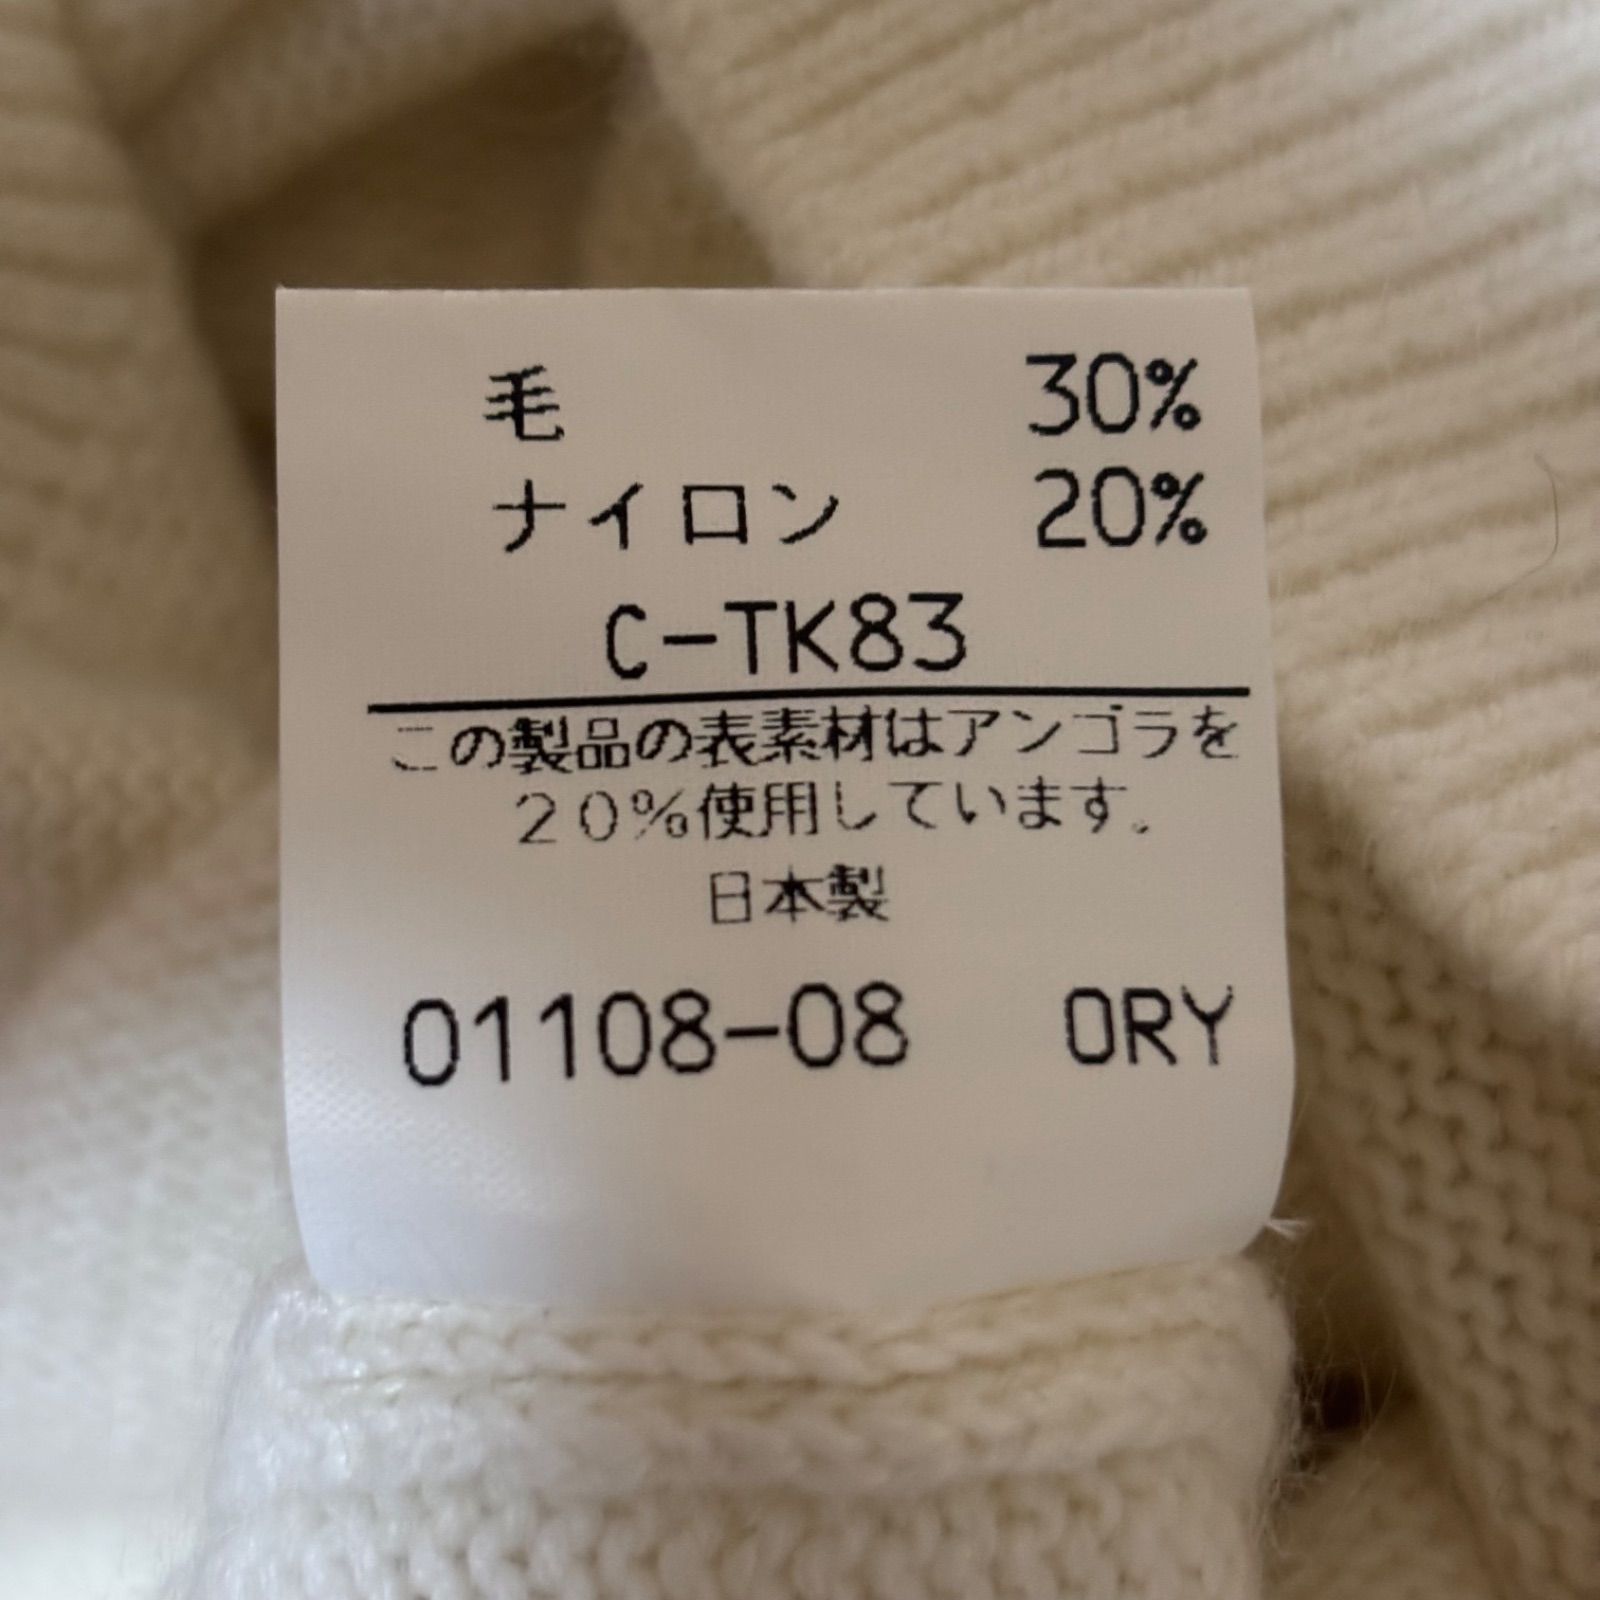 毛 30%
ナイロン 20%
C-TK83
この製品の表素材はアンゴラを
20%使用しています。
日本製
01108-08 ORY